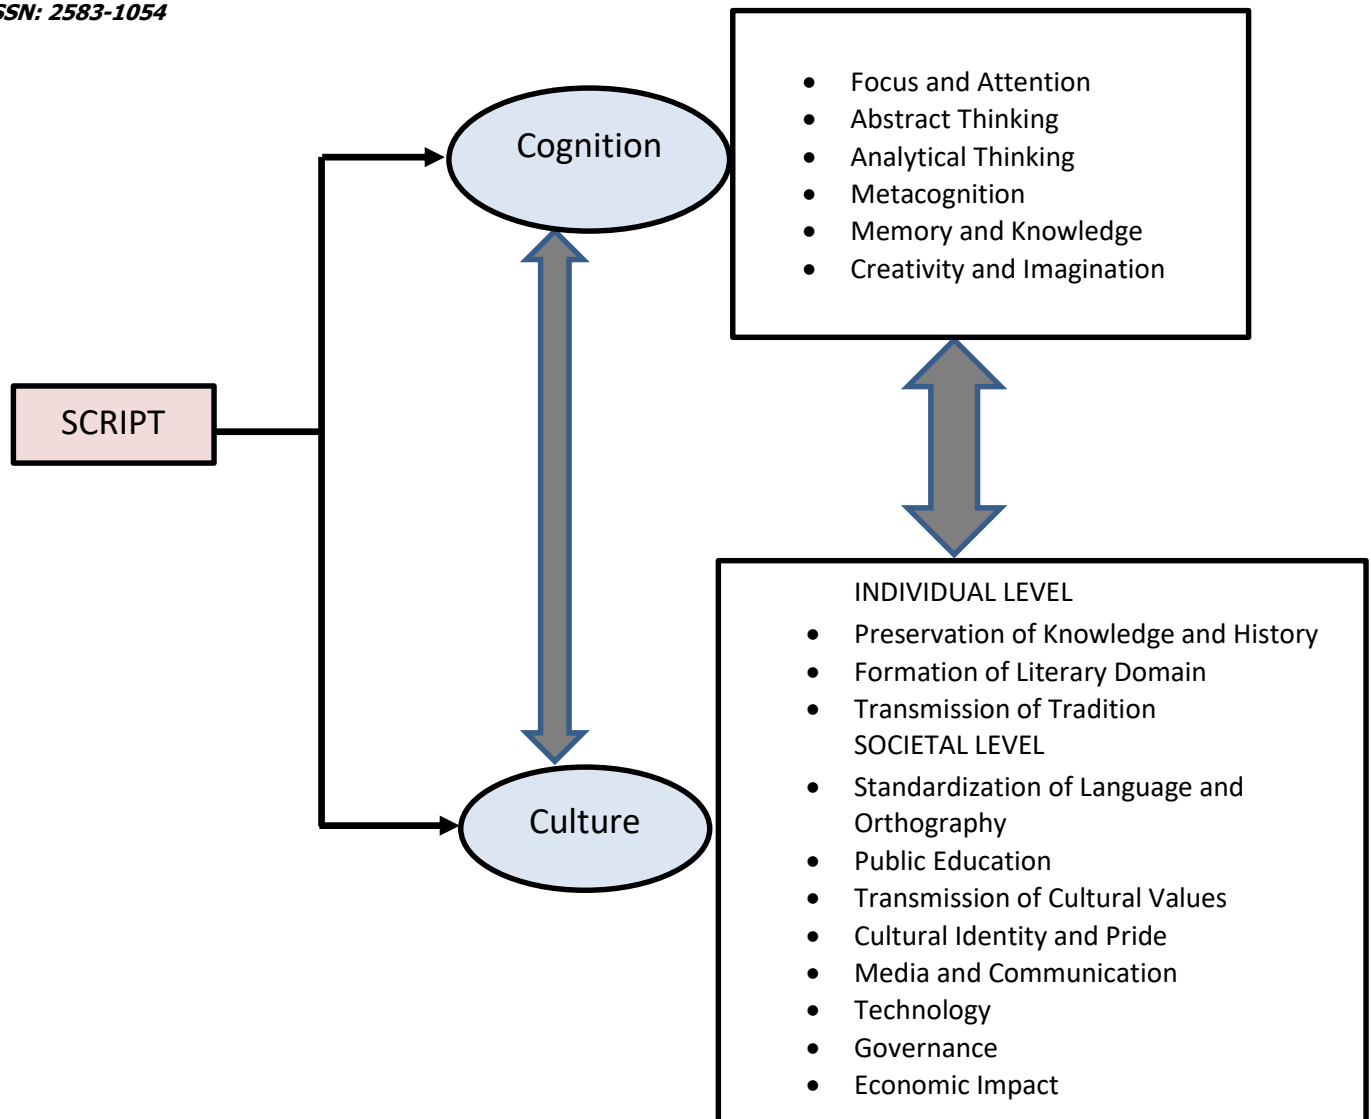 SSN: 2583-1054
Cognition
• Focus and Attention
• Abstract Thinking
• Analytical Thinking
• Metacognition
• Memory and Knowledge
• Creativity and Imagination
SCRIPT
Culture
INDIVIDUAL LEVEL
• Preservation of Knowledge and History
• Formation of Literary Domain
• Transmission of Tradition
SOCIETAL LEVEL
• Standardization of Language and
Orthography
• Public Education
• Transmission of Cultural Values
• Cultural Identity and Pride
• Media and Communication
• Technology
• Governance
• Economic Impact